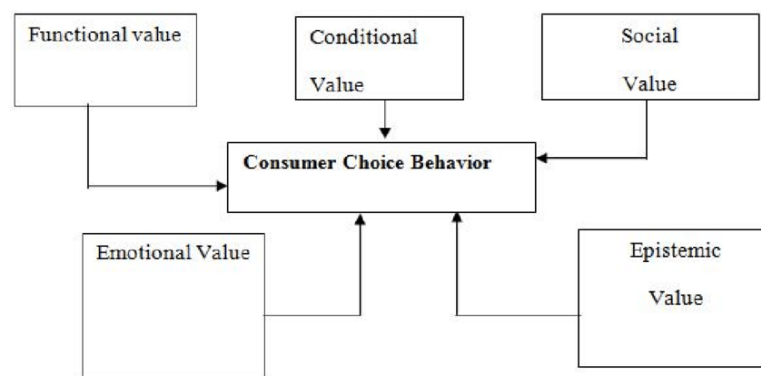 Functional value
Conditional
Value
Social
Value
Consumer Choice Behavior
Emotional Value
Epistemic
Value